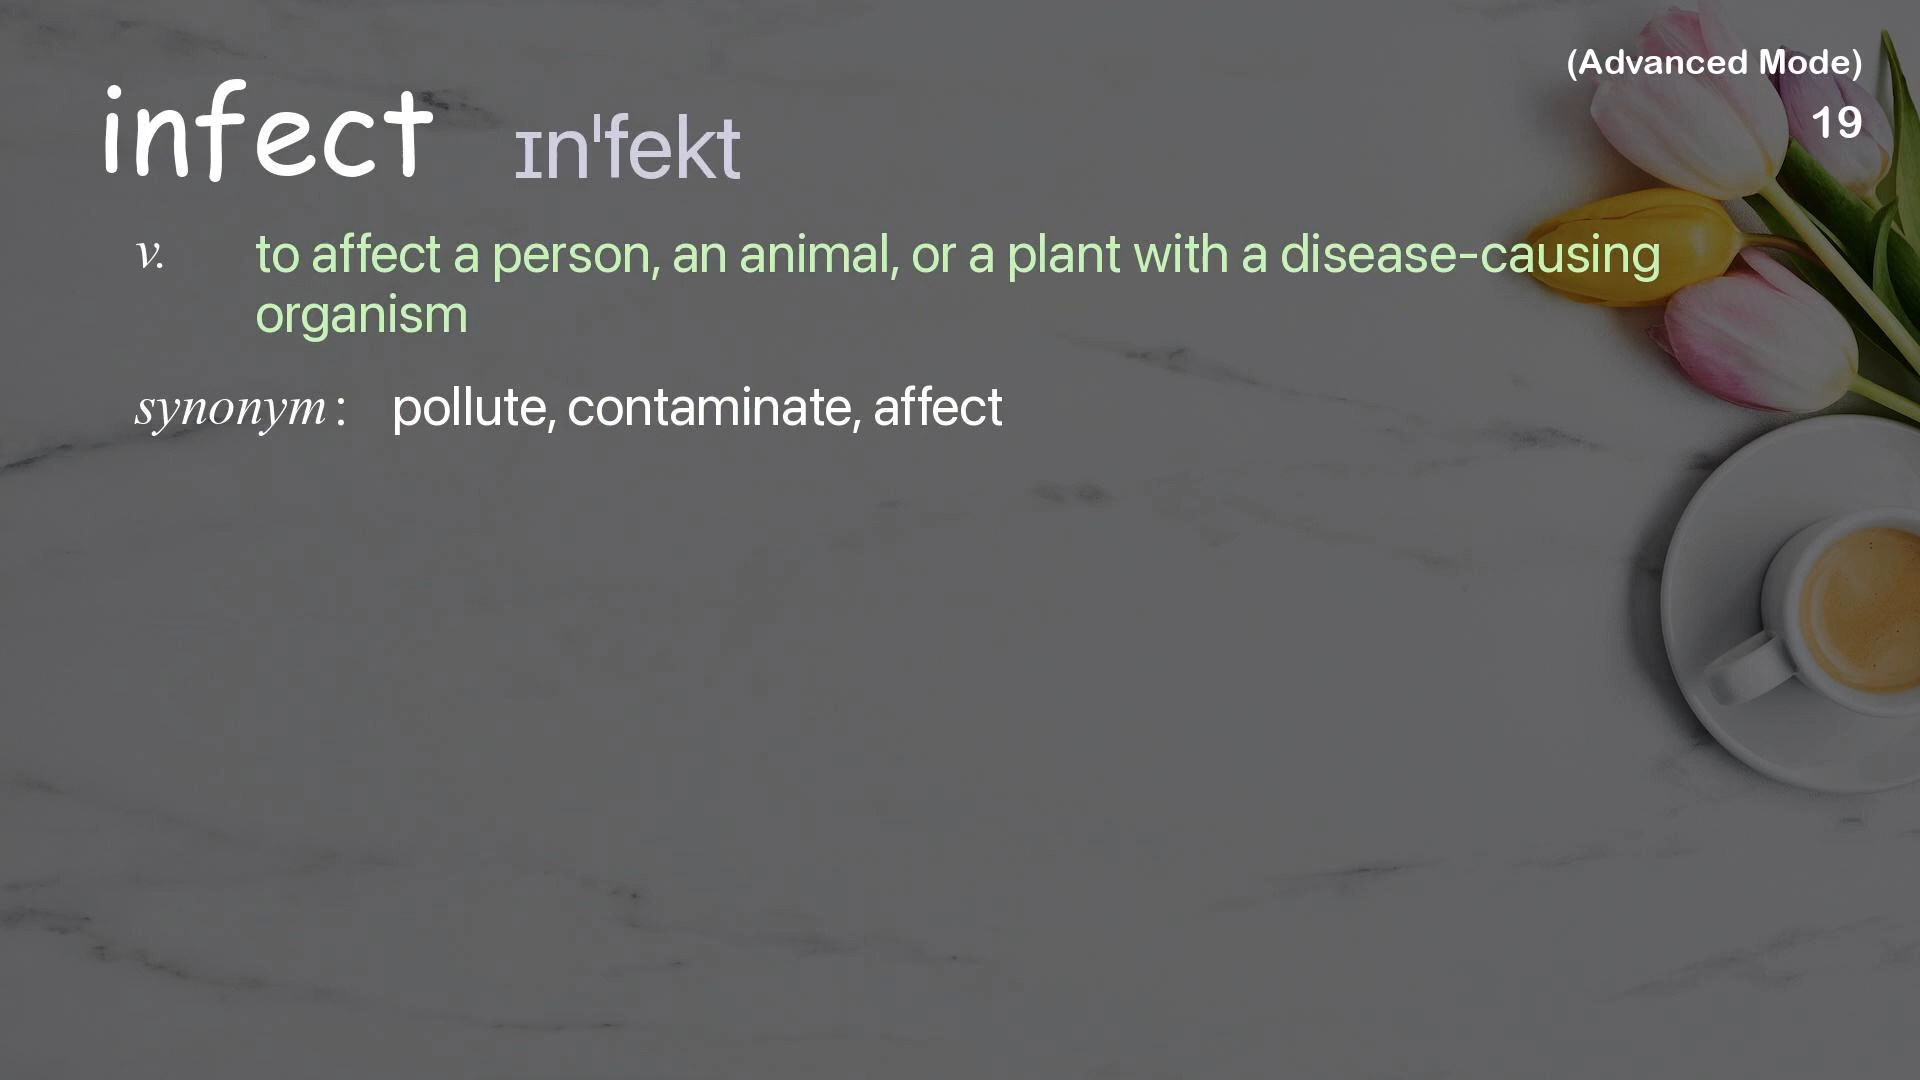 (Advanced Mode)
19
infect ɪnˈfekt
v. to affect a person, an animal, or a plant with a disease-causing
organism
synonym: pollute, contaminate, affect